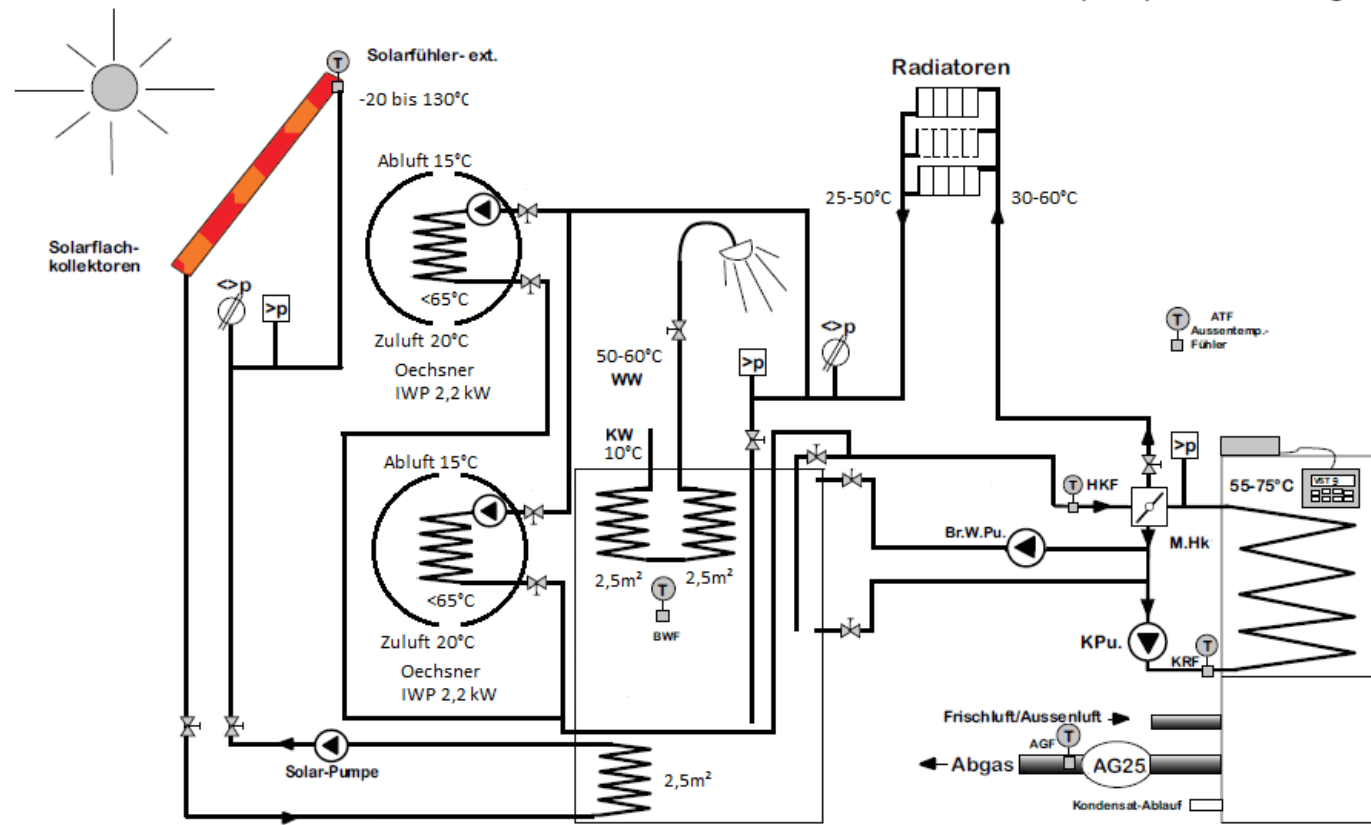 Solarfühler- ext.
T
-20 bis 130°C
Radiatoren
Abluft 15°C
25-50°C
30-60°C
Solarflach-
kollektoren
<>p
>p
<65°C
Zuluft 20°C
Oechsner
IWP 2,2 kW
T
ATF
Aussentemp.-
Fühler
<>p
>p
50-60°C
WW
KW
10°C
Abluft 15°C
>p
T
HKF
55-75°C
VST 9
Br.W.Pu.
M.Hk
2,5m²
2,5m²
T
BWF
<65°C
Zuluft 20°C
Oechsner
IWP 2,2 kW
KPu.
T
KRF
Frischluft/Aussenluft
AGF
T
Abgas
AG25
Solar-Pumpe
2,5m²
Kondensat-Ablauf